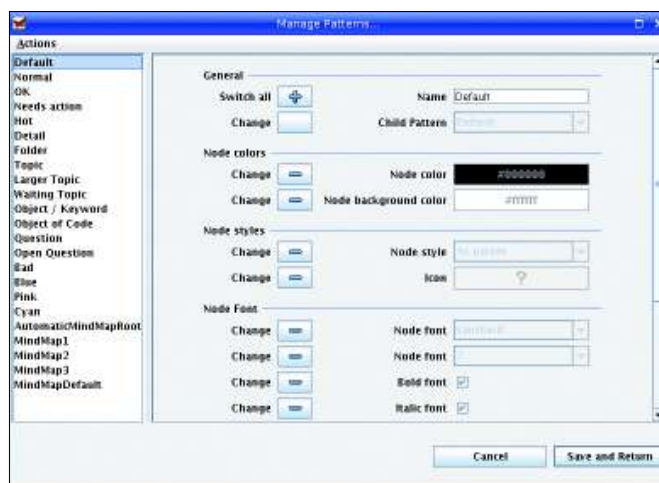 Manage Patterns...
Actions
Default
Normal
OK
Needs action
Hot
Detail
Folder
Topic
Larger Topic
Waiting Topic
Object / Keyword
Object of Code
Question
Open Question
Bad
Blue
Pink
Cyan
AutomaticMindMapRoot
MindMap1
MindMap2
MindMap3
MindMapDefault
General
Switch all Name Default
Change Child Pattern Default
Node colors
Change Node color #000000
Change Node background color #ffffff
Node styles
Change Node style
Change Icon ?
Node Font
Change Node font
Change Node font
Change Bold font
Change Italic font
Cancel Save and Return